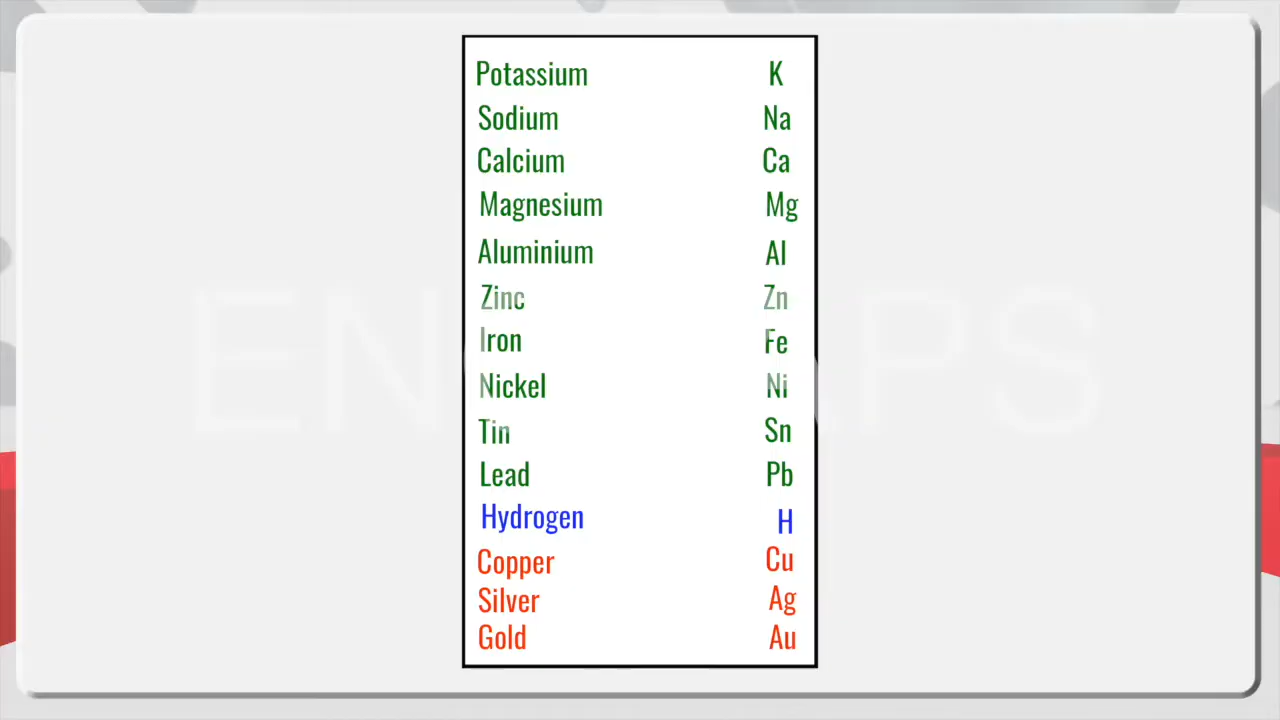 Potassium K
Sodium Na
Calcium Ca
Magnesium Mg
Aluminium Al
Zinc Zn
Iron Fe
Nickel Ni
Tin Sn
Lead Pb
Hydrogen H
Copper Cu
Silver Ag
Gold Au